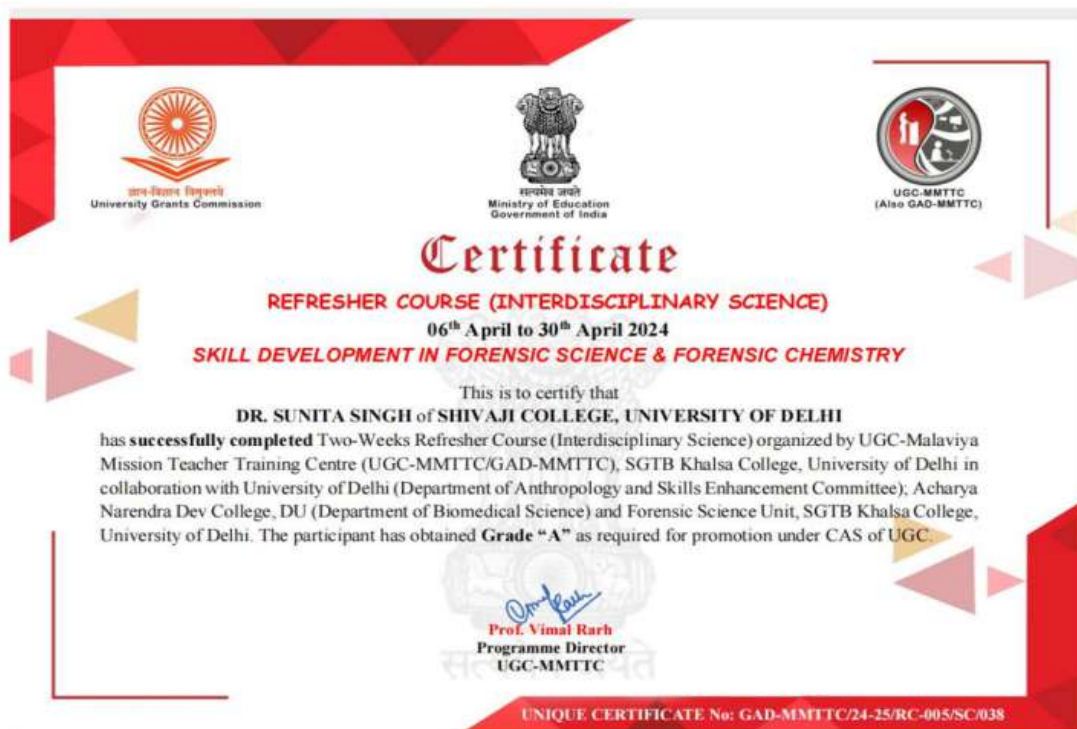 ज्ञान-विज्ञान विमुक्तये
University Grants Commission
सत्यमेव जयते
Ministry of Education
Government of India
UGC-MMTTC
(Also GAD-MMTTC)
Certificate
REFRESHER COURSE (INTERDISCIPLINARY SCIENCE)
06th April to 30th April 2024
SKILL DEVELOPMENT IN FORENSIC SCIENCE & FORENSIC CHEMISTRY
This is to certify that
DR. SUNITA SINGH of SHIVAJI COLLEGE, UNIVERSITY OF DELHI
has successfully completed Two-Weeks Refresher Course (Interdisciplinary Science) organized by UGC-Malaviya
Mission Teacher Training Centre (UGC-MMTTC/GAD-MMTTC), SGTB Khalsa College, University of Delhi in
collaboration with University of Delhi (Department of Anthropology and Skills Enhancement Committee); Acharya
Narendra Dev College, DU (Department of Biomedical Science) and Forensic Science Unit, SGTB Khalsa College,
University of Delhi. The participant has obtained Grade “A” as required for promotion under CAS of UGC.
Prof. Vimal Rarh
Programme Director
UGC-MMTTC
सत्यमेव जयते
UNIQUE CERTIFICATE No: GAD-MMTTC/24-25/RC-005/SC/038